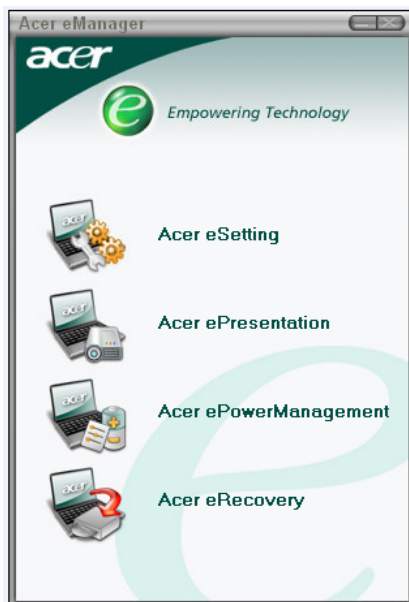 Acer eManager
acer
e Empowering Technology
Acer eSetting
Acer ePresentation
Acer ePowerManagement
Acer eRecovery